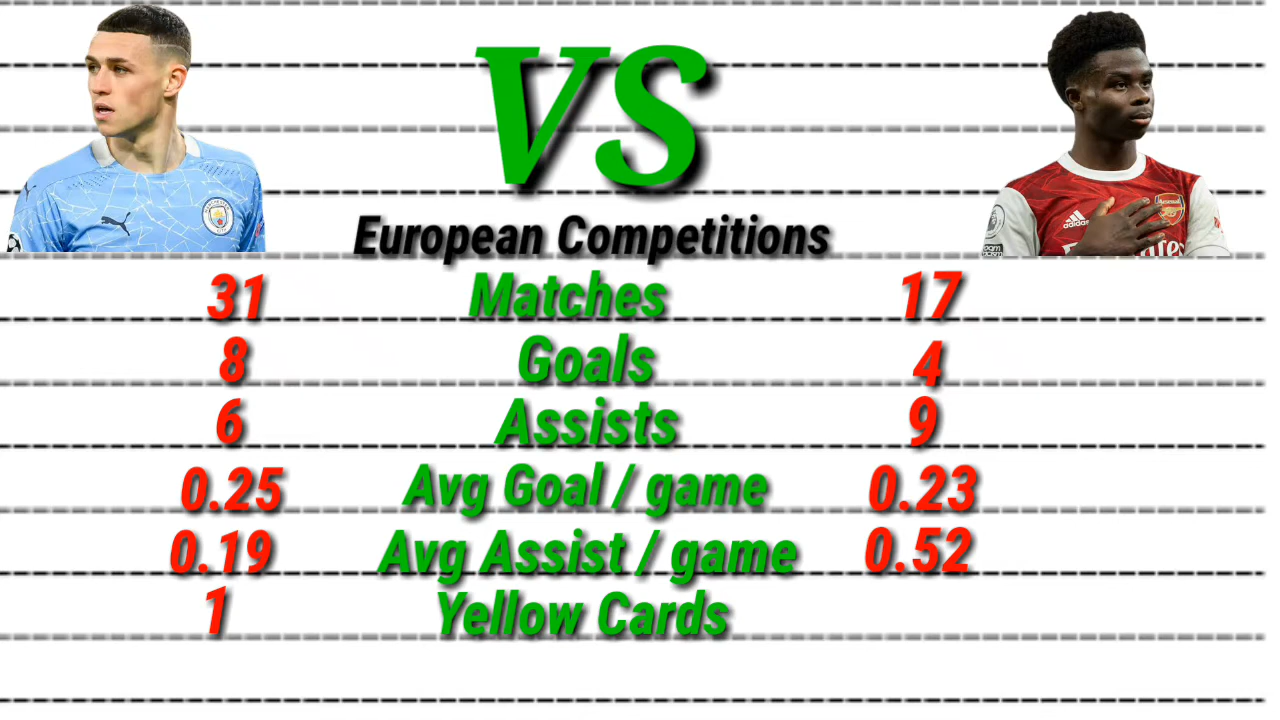 VS
European Competitions
31 Matches 17
8 Goals 4
6 Assists 9
0.25 Avg Goal / game 0.23
0.19 Avg Assist / game 0.52
1 Yellow Cards